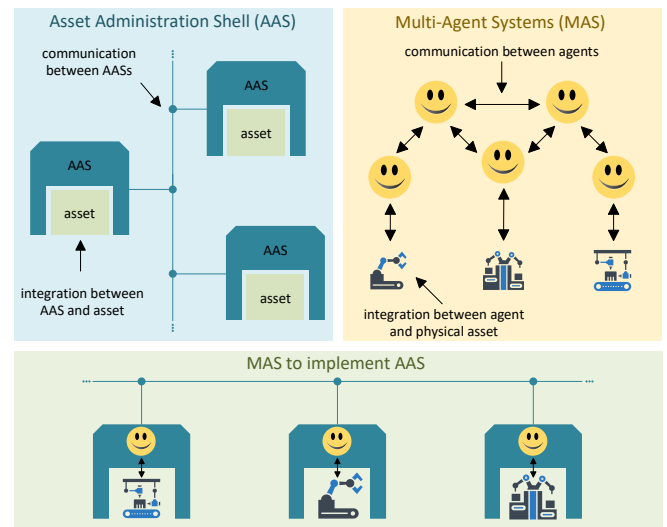 Asset Administration Shell (AAS)
communication
between AASs
AAS
asset
AAS
asset
AAS
asset
integration between
AAS and asset
Multi-Agent Systems (MAS)
communication between agents
integration between agent
and physical asset
MAS to implement AAS